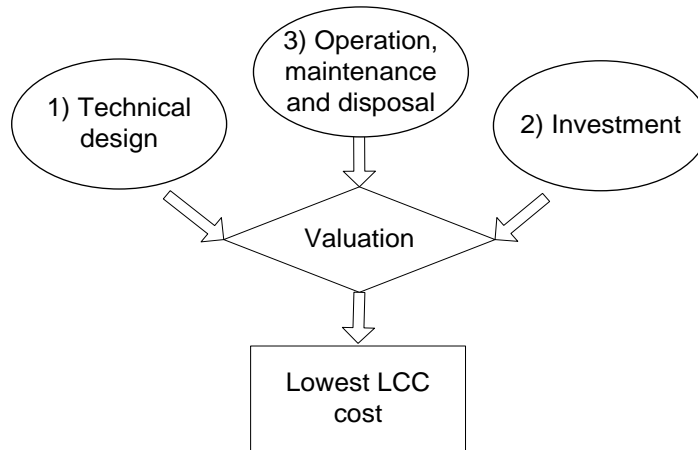 1) Technical
design
3) Operation,
maintenance
and disposal
2) Investment
Valuation
Lowest LCC
cost